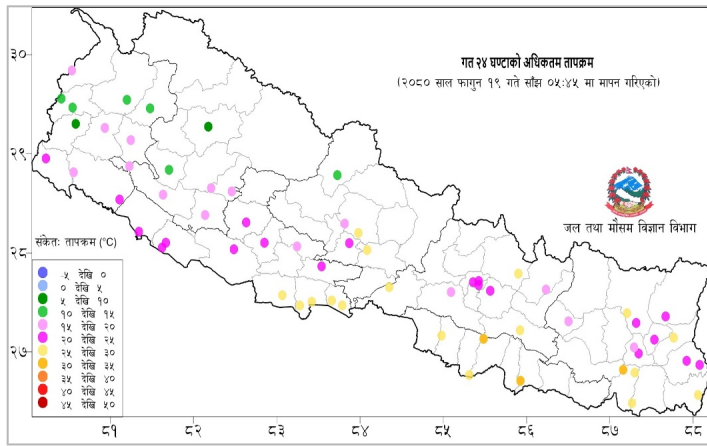 गत २४ घण्टाको अधिकतम तापक्रम
(२०८० साल फागुन १९ गते साँझ ०५:४५ मा मापन गरिएको)
३०
२९
२८
२७
जल तथा मौसम विज्ञान विभाग
संकेतः तापक्रम (°C)
-५ देखि ०
० देखि ५
५ देखि १०
१० देखि १५
१५ देखि २०
२० देखि २५
२५ देखि ३०
३० देखि ३५
३५ देखि ४०
४० देखि ४५
४५ देखि ५०
८१ ८२ ८३ ८४ ८५ ८६ ८७ ८८